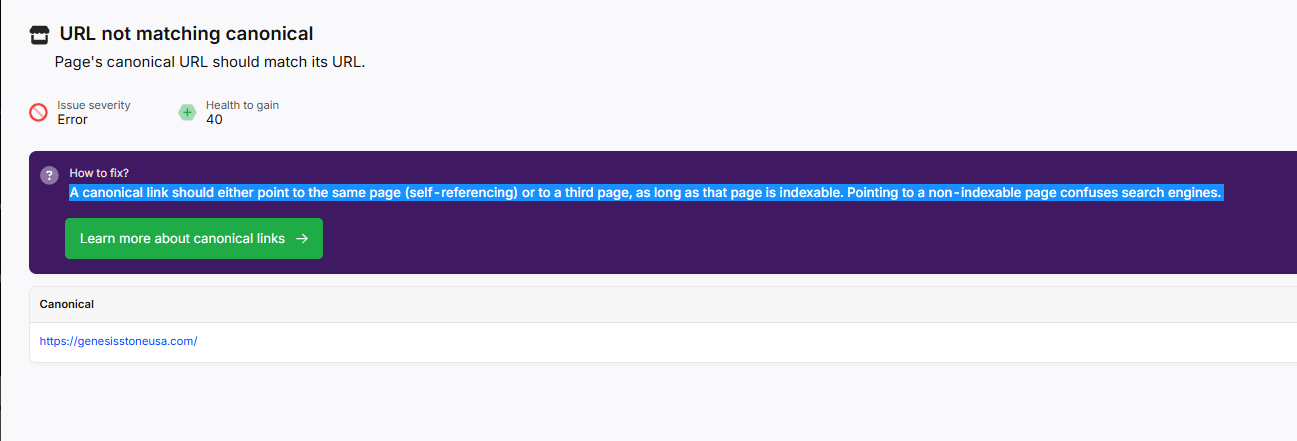 URL not matching canonical
Page's canonical URL should match its URL.
Issue severity
Error
Health to gain
40
?
How to fix?
A canonical link should either point to the same page (self-referencing) or to a third page, as long as that page is indexable. Pointing to a non-indexable page confuses search engines.
Learn more about canonical links →
Canonical
https://genesisstoneusa.com/